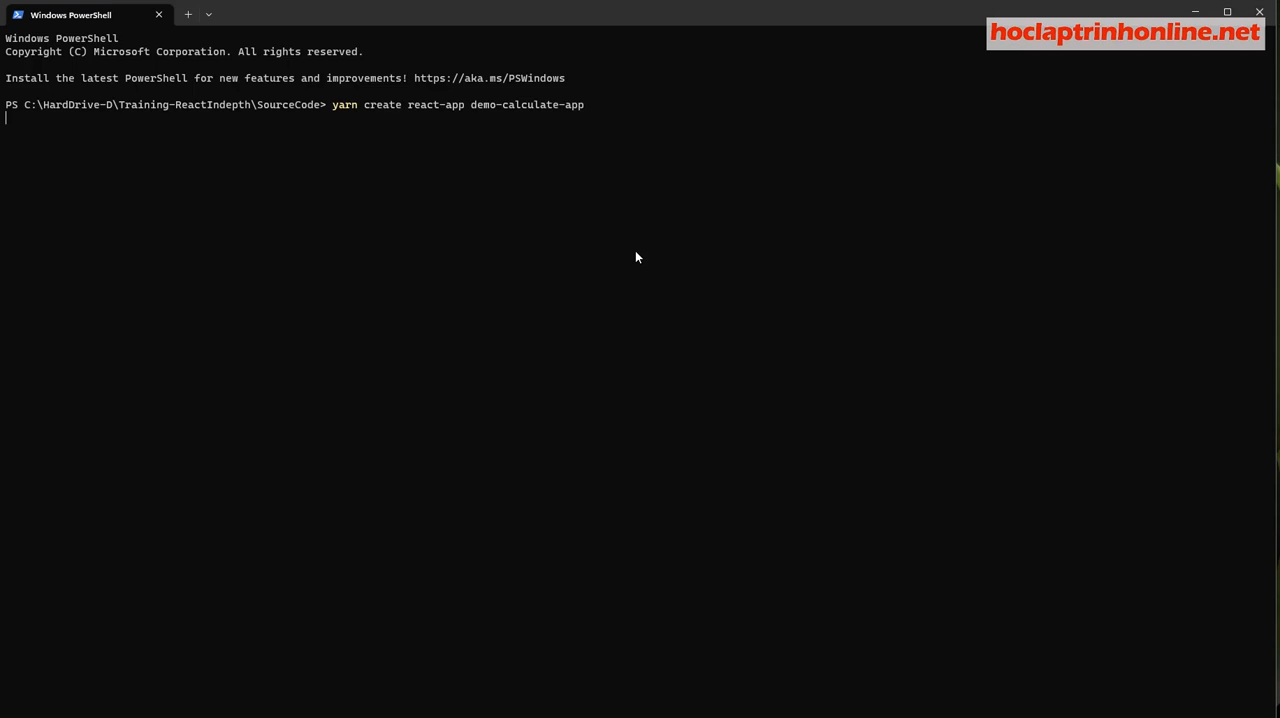 Windows PowerShell
hoclaptrinhonline.net
Windows PowerShell
Copyright (C) Microsoft Corporation. All rights reserved.
Install the latest PowerShell for new features and improvements! https://aka.ms/PSWindows
PS C:\HardDrive-D\Training-ReactIndepth\SourceCode> yarn create react-app demo-calculate-app